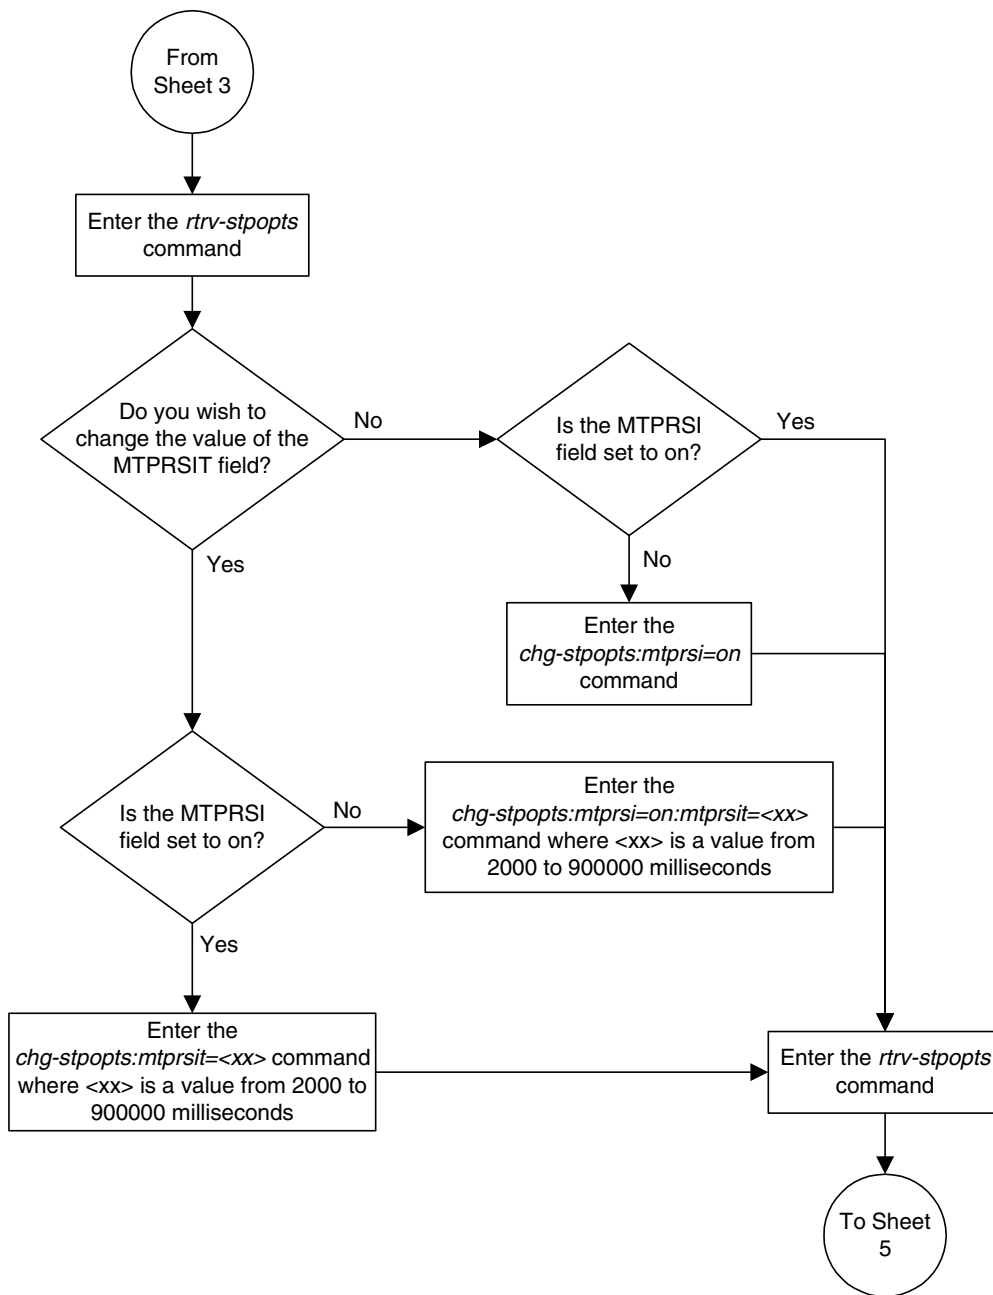 From
Sheet 3
Enter the rtrv-stpopts
command
Do you wish to
change the value of the
MTPRSIT field?
No
Yes
Is the MTPRSI
field set to on?
Yes
No
Enter the
chg-stpopts:mtprsi=on
command
Is the MTPRSI
field set to on?
No
Yes
Enter the
chg-stpopts:mtprsi=on:mtprsit=<xx>
command where <xx> is a value from
2000 to 900000 milliseconds
Enter the
chg-stpopts:mtprsit=<xx> command
where <xx> is a value from 2000 to
900000 milliseconds
Enter the rtrv-stpopts
command
To Sheet
5